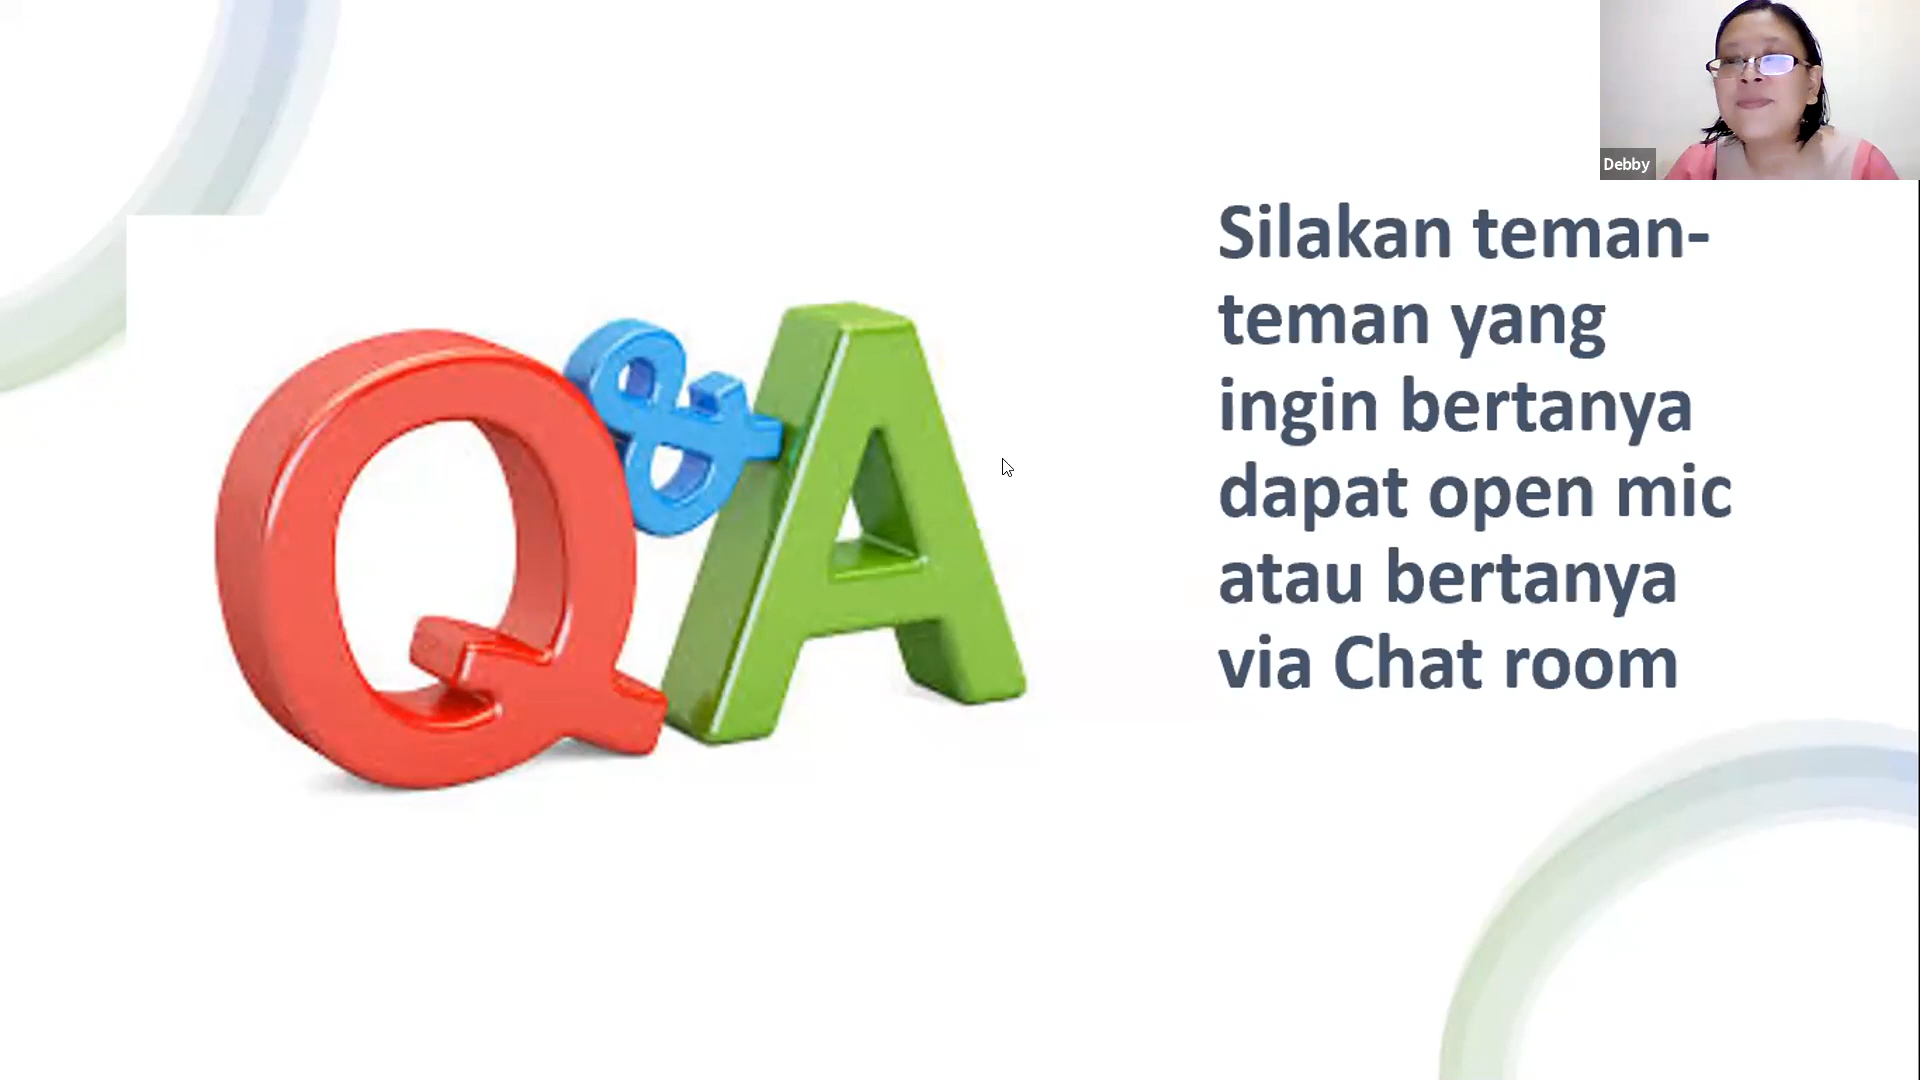 Debby
Q&A
Silakan teman-
teman yang
ingin bertanya
dapat open mic
atau bertanya
via Chat room